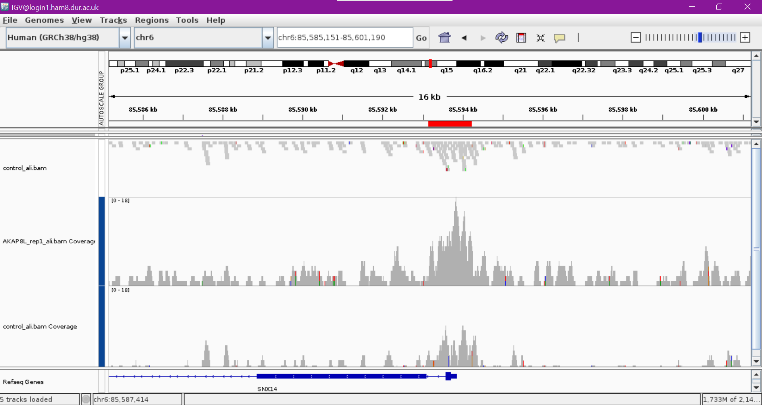 IGV@login1.ham8.dur.ac.uk
File Genomes View Tracks Regions Tools Help
Human (GRCh38/hg38) chr6 chr6:85,585,151-85,601,190 Go
AUTOSCALE GROUP
p25.1 p24.1 p22.3 p22.1 p21.2 p12.3 p11.2 q12 q13 q14.1 q15 q16.2 q21 q22.1 q22.32 q23.3 q24.2 q25.1 q25.3 q27
16 kb
85,586 kb 85,588 kb 85,590 kb 85,592 kb 85,594 kb 85,596 kb 85,598 kb 85,600 kb
control_ali.bam
[0 - 18]
AKAP8L_rep1_ali.bam Coverage
[0 - 18]
control_ali.bam Coverage
Refseq Genes
SNX14
5 tracks loaded chr6:85,587,414 1,733M of 2,14...